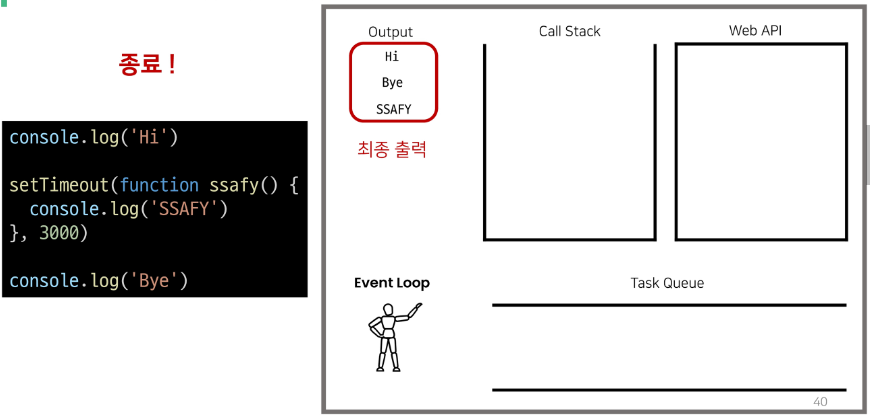 종료 !
console.log('Hi')
setTimeout(function ssafy() {
  console.log('SSAFY')
}, 3000)
console.log('Bye')
Output
Hi
Bye
SSAFY
최종 출력
Call Stack
Web API
Event Loop
Task Queue
40